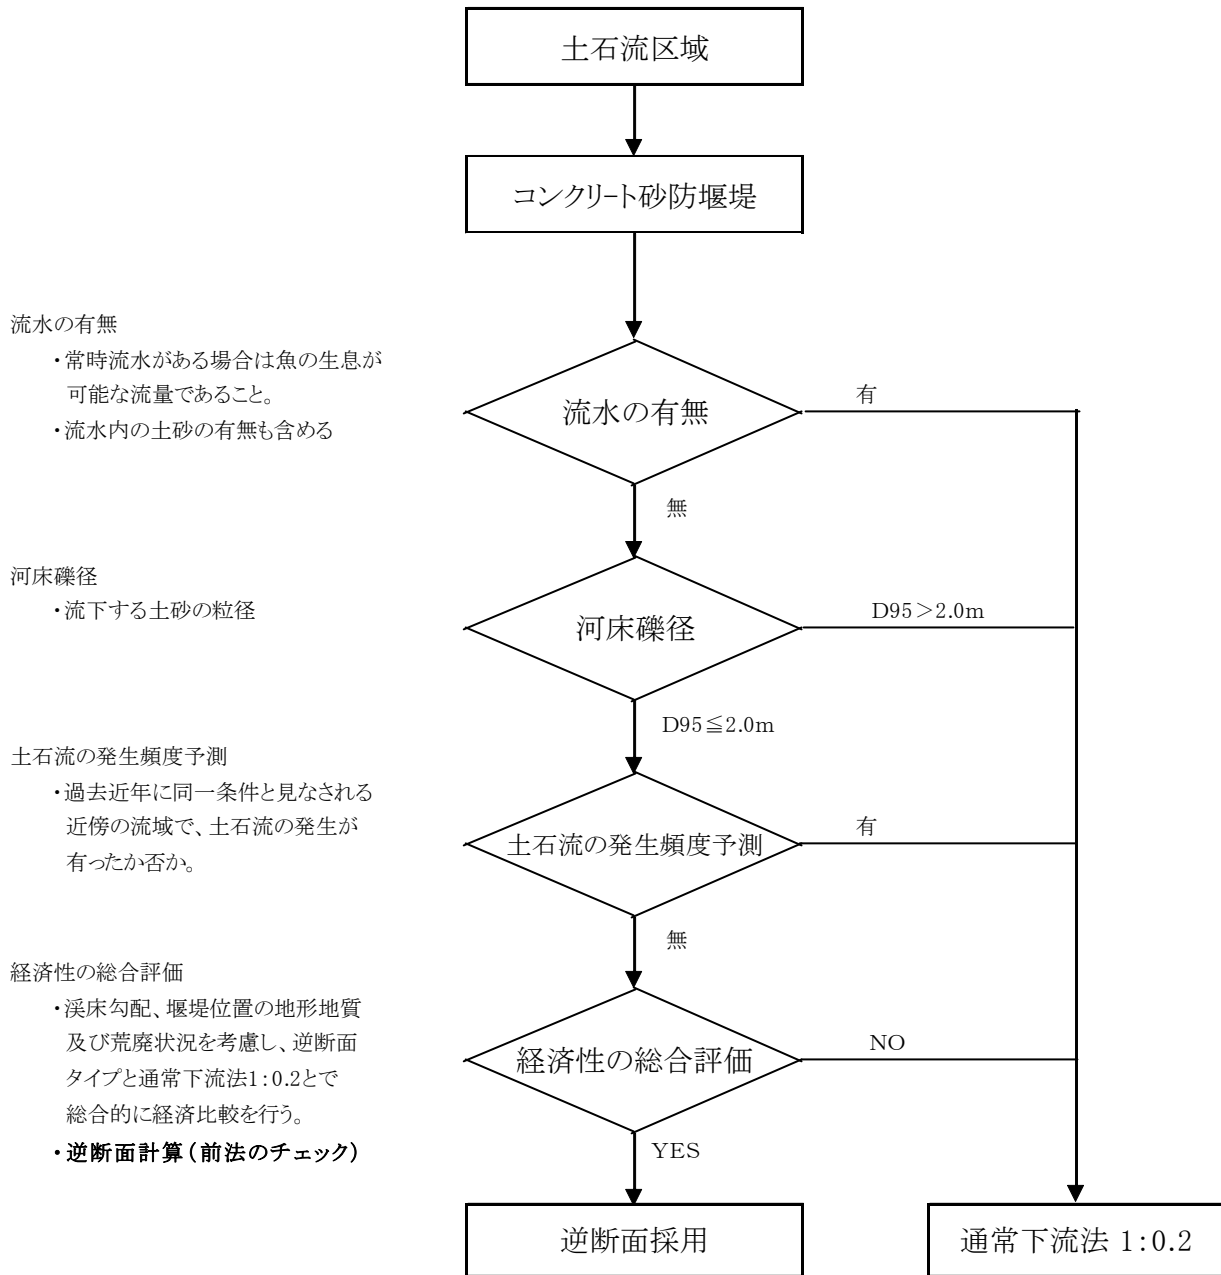 土石流区域
コンクリート砂防堰堤
流水の有無
・常時流水がある場合は魚の生息が
可能な流量であること。
・流水内の土砂の有無も含める
流水の有無
有
無
河床礫径
・流下する土砂の粒径
河床礫径
D95＞2.0m
D95≦2.0m
土石流の発生頻度予測
・過去近年に同一条件と見なされる
近傍の流域で、土石流の発生が
有ったか否か。
土石流の発生頻度予測
有
無
経済性の総合評価
・渓床勾配、堰堤位置の地形地質
及び荒廃状況を考慮し、逆断面
タイプと通常下流法1:0.2とで
総合的に経済比較を行う。
・逆断面計算（前法のチェック）
経済性の総合評価
NO
YES
逆断面採用
通常下流法 1:0.2